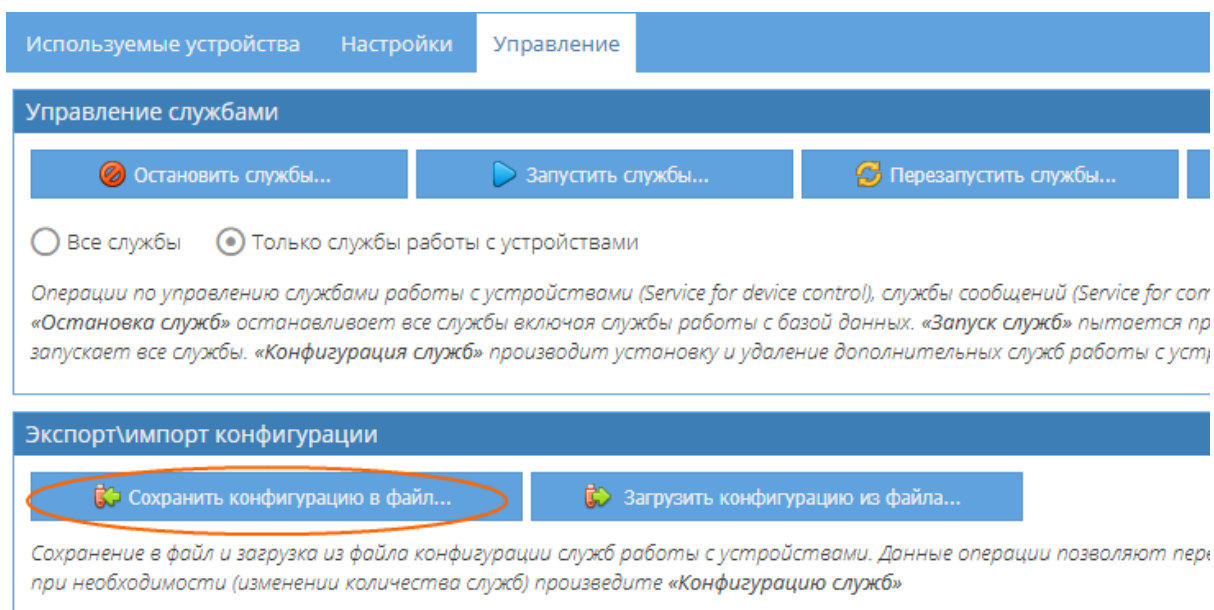 Используемые устройства Настройки Управление
Управление службами
Остановить службы... Запустить службы... Перезапустить службы...
Все службы Только службы работы с устройствами
Операции по управлению службами работы с устройствами (Service for device control), службы сообщений (Service for com
«Остановка служб» останавливает все службы включая службы работы с базой данных. «Запуск служб» пытается пр
запускает все службы. «Конфигурация служб» производит установку и удаление дополнительных служб работы с устр
Экспорт\импорт конфигурации
Сохранить конфигурацию в файл... Загрузить конфигурацию из файла...
Сохранение в файл и загрузка из файла конфигурации служб работы с устройствами. Данные операции позволяют пере
при необходимости (изменении количества служб) произведите «Конфигурацию служб»